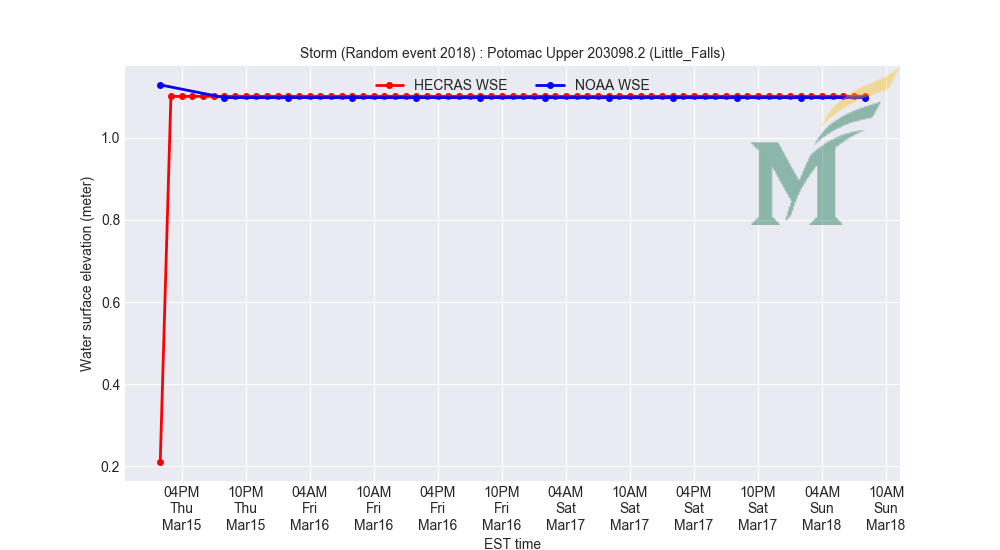 Storm (Random event 2018) : Potomac Upper 203098.2 (Little_Falls)
HECRAS WSE
NOAA WSE
Water surface elevation (meter)
1.0
0.8
0.6
0.4
0.2
04PM 10PM 04AM 10AM 04PM 10PM 04AM 10AM 04PM 10PM 04AM 10AM
Thu Thu Fri Fri Fri Fri Sat Sat Sat Sat Sun Sun
Mar15 Mar15 Mar16 Mar16 Mar16 Mar16 Mar17 Mar17 Mar17 Mar17 Mar18 Mar18
EST time
M